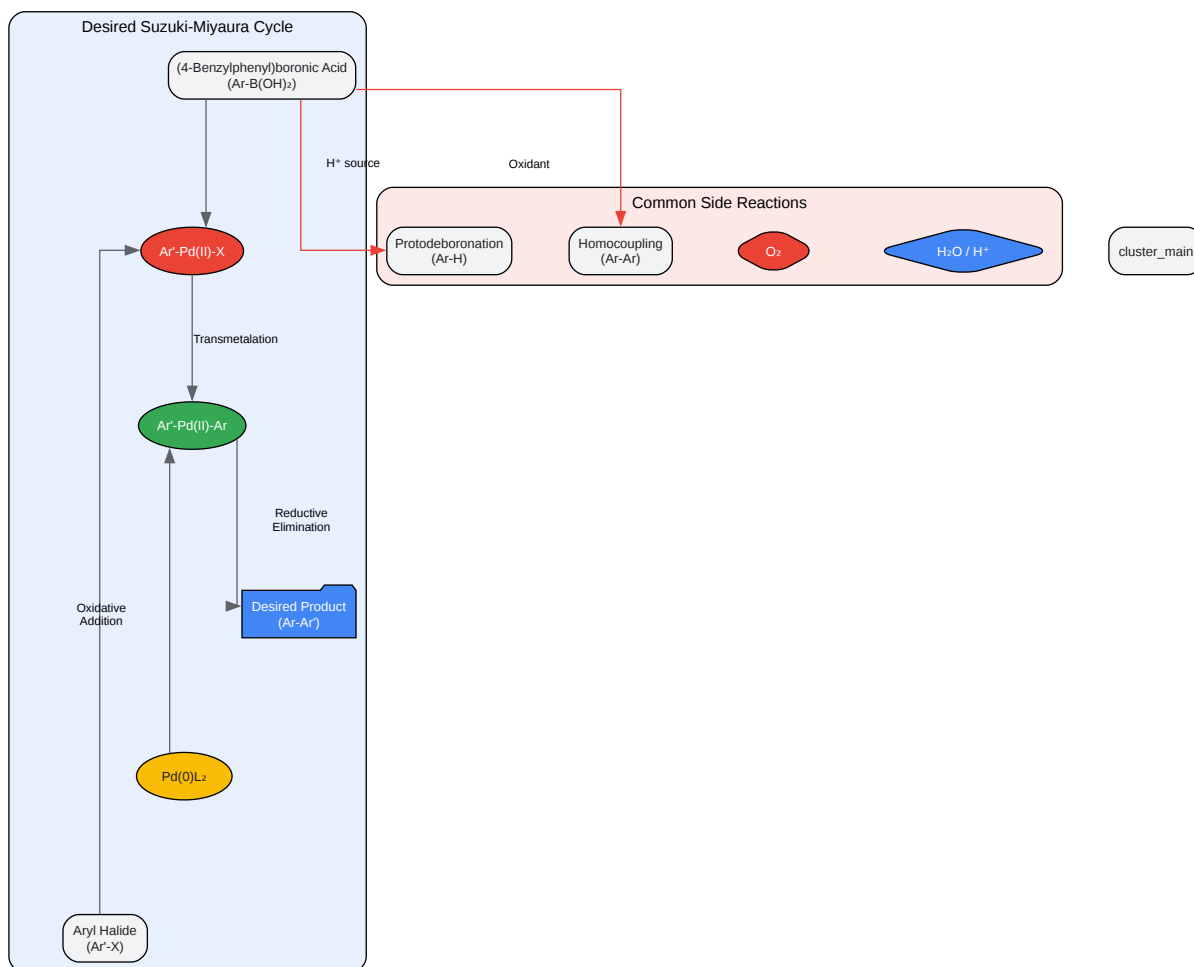 Desired Suzuki-Miyaura Cycle
(4-Benzylphenyl)boronic Acid
(Ar-B(OH)₂)
H⁺ source
Oxidant
Common Side Reactions
Protodeboronation
(Ar-H)
Homocoupling
(Ar-Ar)
O₂
H₂O / H⁺
cluster_main
Ar'-Pd(II)-X
Transmetalation
Ar'-Pd(II)-Ar
Reductive
Elimination
Desired Product
(Ar-Ar')
Oxidative
Addition
Pd(0)L₂
Aryl Halide
(Ar'-X)